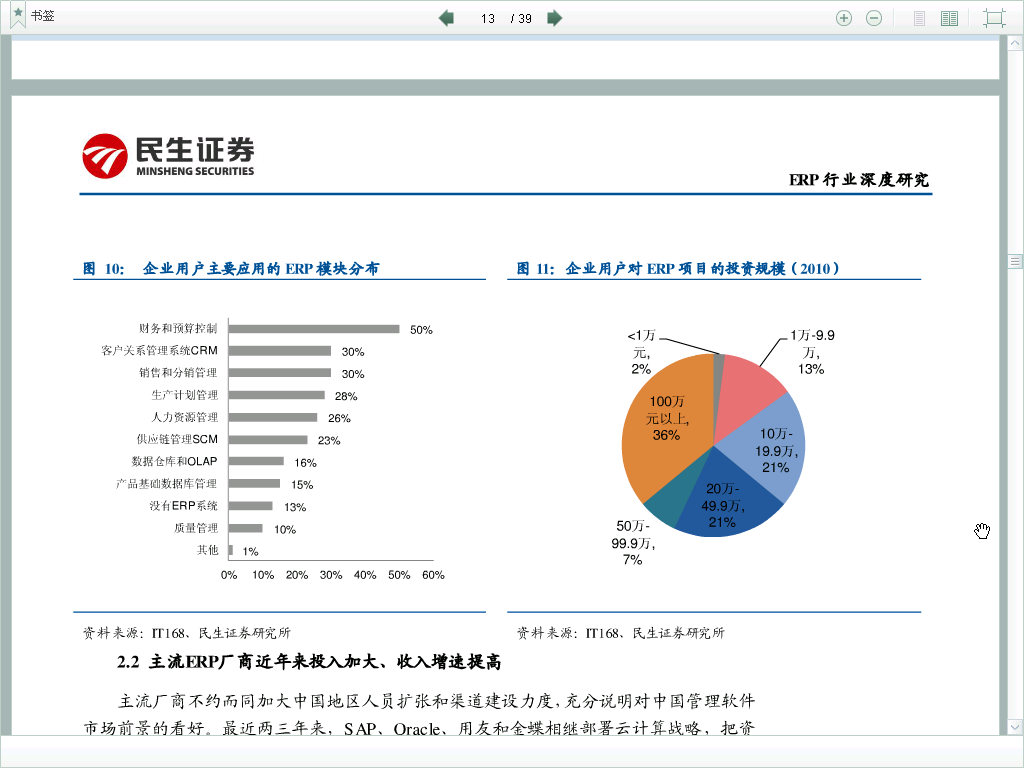 书签
13 / 39
民生证券
MINSHENG SECURITIES
ERP 行业深度研究
图 10： 企业用户主要应用的 ERP 模块分布
财务和预算控制 50%
客户关系管理系统CRM 30%
销售和分销管理 30%
生产计划管理 28%
人力资源管理 26%
供应链管理SCM 23%
数据仓库和OLAP 16%
产品基础数据库管理 15%
没有ERP系统 13%
质量管理 10%
其他 1%
0% 10% 20% 30% 40% 50% 60%
资料来源：IT168、民生证券研究所
图 11：企业用户对 ERP 项目的投资规模（2010）
<1万
元,
2%
1万-9.9
万,
13%
10万-
19.9万,
21%
20万-
49.9万,
21%
50万-
99.9万,
7%
100万
元以上,
36%
资料来源：IT168、民生证券研究所
2.2 主流ERP厂商近年来投入加大、收入增速提高
主流厂商不约而同加大中国地区人员扩张和渠道建设力度，充分说明对中国管理软件
市场前景的看好。最近两三年来，SAP、Oracle、用友和金蝶相继部署云计算战略，把资